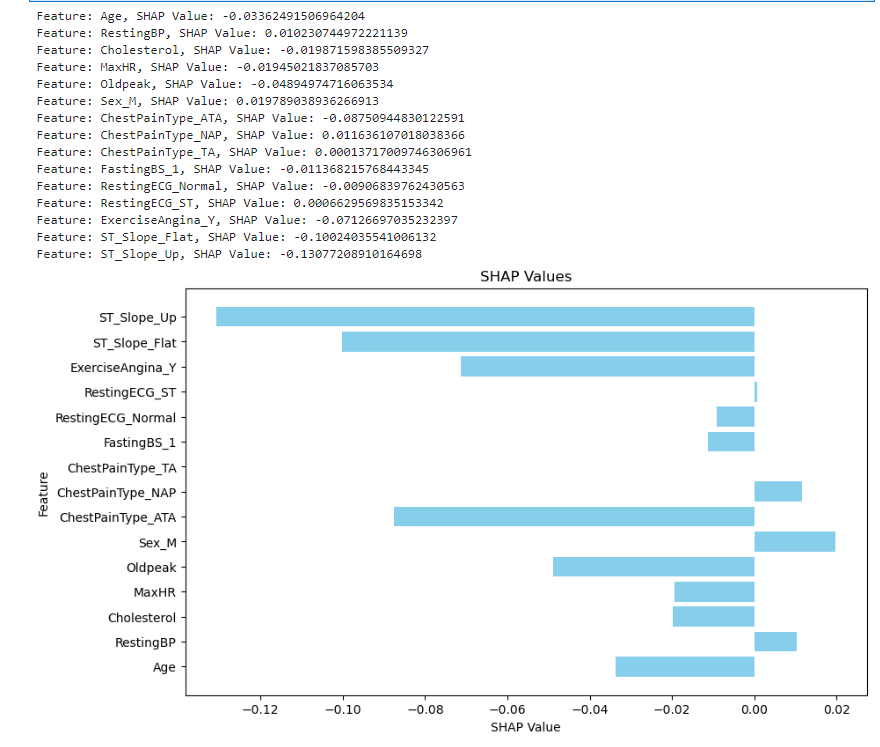 Feature: Age, SHAP Value: -0.03362491506964204
Feature: RestingBP, SHAP Value: 0.010230744972221139
Feature: Cholesterol, SHAP Value: -0.019871598385509327
Feature: MaxHR, SHAP Value: -0.01945021837085703
Feature: Oldpeak, SHAP Value: -0.04894974716063534
Feature: Sex_M, SHAP Value: 0.019789038936266913
Feature: ChestPainType_ATA, SHAP Value: -0.08750944830122591
Feature: ChestPainType_NAP, SHAP Value: 0.011636107018038366
Feature: ChestPainType_TA, SHAP Value: 0.00013717009746306961
Feature: FastingBS_1, SHAP Value: -0.011368215768443345
Feature: RestingECG_Normal, SHAP Value: -0.00906839762430563
Feature: RestingECG_ST, SHAP Value: 0.0006629569835153342
Feature: ExerciseAngina_Y, SHAP Value: -0.07126697035232397
Feature: ST_Slope_Flat, SHAP Value: -0.10024035541006132
Feature: ST_Slope_Up, SHAP Value: -0.13077208910164698
SHAP Values
ST_Slope_Up
ST_Slope_Flat
ExerciseAngina_Y
RestingECG_ST
RestingECG_Normal
FastingBS_1
ChestPainType_TA
ChestPainType_NAP
ChestPainType_ATA
Sex_M
Oldpeak
MaxHR
Cholesterol
RestingBP
Age
Feature
−0.12 −0.10 −0.08 −0.06 −0.04 −0.02 0.00 0.02
SHAP Value